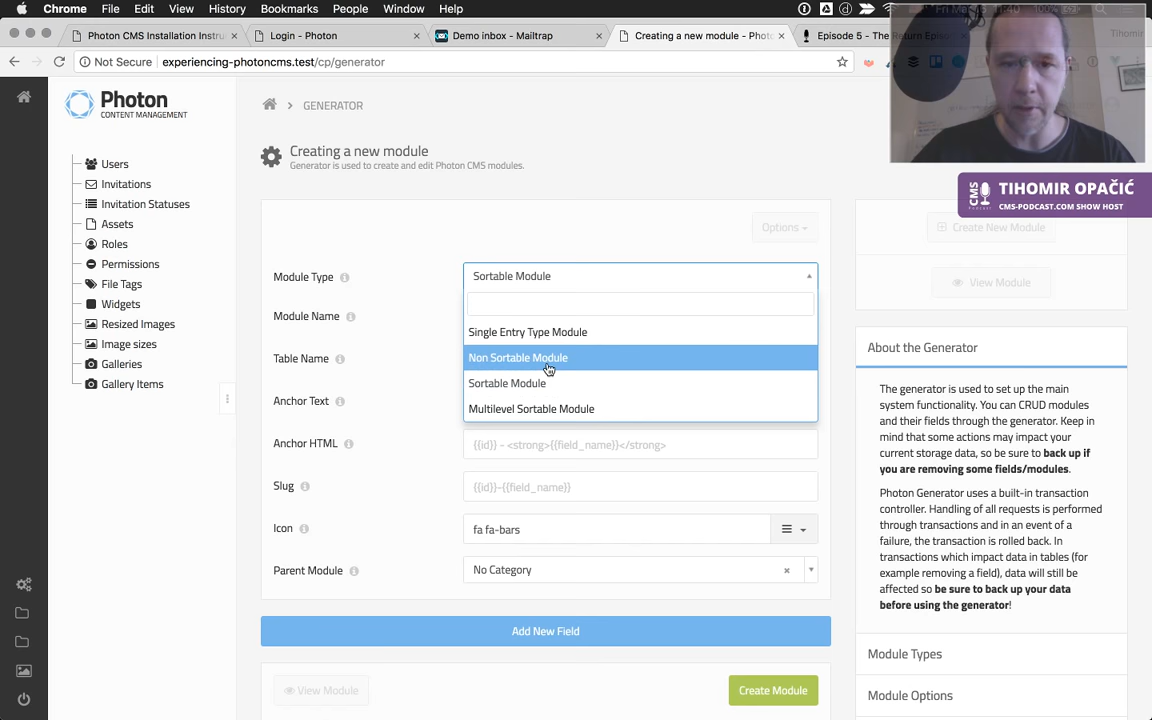 Chrome File Edit View History Bookmarks People Window Help
100%
Photon CMS Installation Instru
Login - Photon
Demo inbox - Mailtrap
Creating a new module - Photo
Episode 5 - The Return Episod
Not Secure experiencing-photoncms.test/cp/generator
Photon
CONTENT MANAGEMENT
GENERATOR
Users
Invitations
Invitation Statuses
Assets
Roles
Permissions
File Tags
Widgets
Resized Images
Image sizes
Galleries
Gallery Items
Creating a new module
Generator is used to create and edit Photon CMS modules.
Options
Module Type
Sortable Module
Single Entry Type Module
Non Sortable Module
Sortable Module
Multilevel Sortable Module
Module Name
Table Name
Anchor Text
Anchor HTML
{{id}} - <strong>{{field_name}}</strong>
Slug
{{id}}-{{field_name}}
Icon
fa fa-bars
Parent Module
No Category
Add New Field
View Module
Create Module
CMS
Podcast
TIHOMIR OPAČIĆ
CMS-PODCAST.COM SHOW HOST
Create New Module
View Module
About the Generator
The generator is used to set up the main
system functionality. You can CRUD modules
and their fields through the generator. Keep in
mind that some actions may impact your
current storage data, so be sure to back up if
you are removing some fields/modules.
Photon Generator uses a built-in transaction
controller. Handling of all requests is performed
through transactions and in an event of a
failure, the transaction is rolled back. In
transactions which impact data in tables (for
example removing a field), data will still be
affected so be sure to back up your data
before using the generator!
Module Types
Module Options